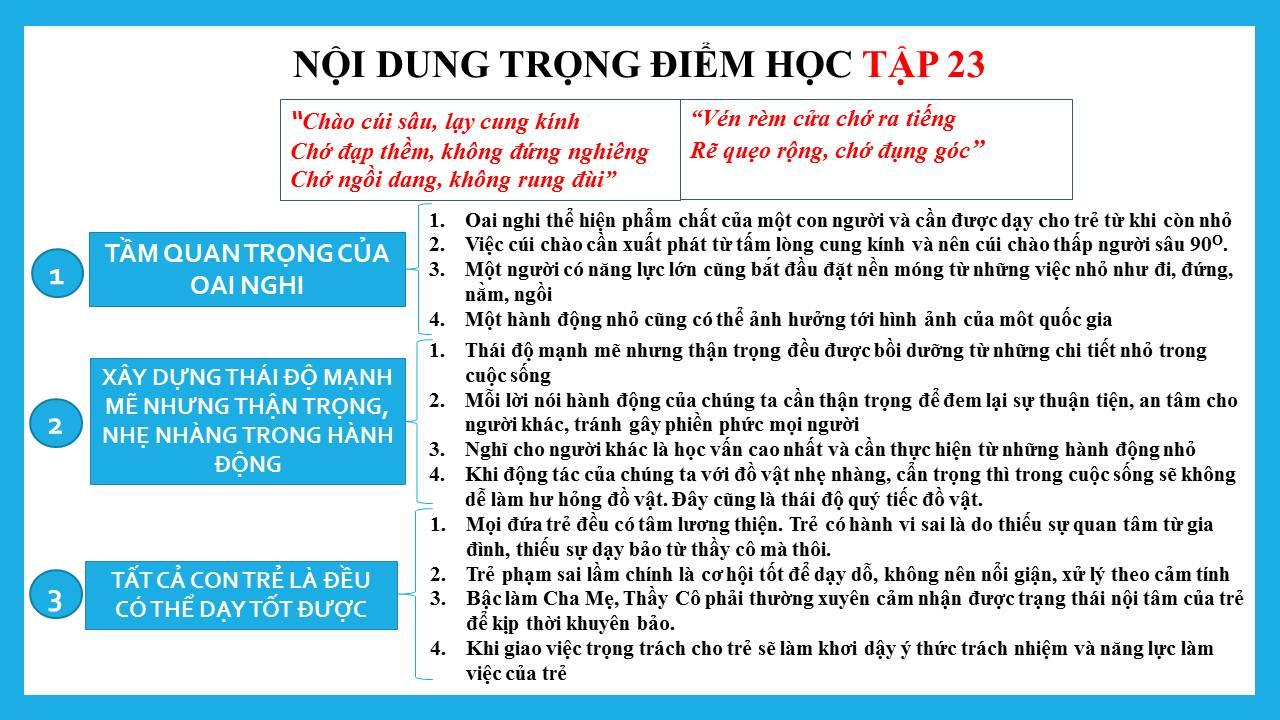 NỘI DUNG TRỌNG ĐIỂM HỌC TẬP 23
“Chào cúi sâu, lạy cung kính
Chớ đạp thềm, không đứng nghiêng
Chớ ngồi dang, không rung đùi”
“Vén rèm cửa chớ ra tiếng
Rẽ quẹo rộng, chớ đụng góc”
1
TẦM QUAN TRỌNG CỦA
OAI NGHI
1. Oai nghi thể hiện phẩm chất của một con người và cần được dạy cho trẻ từ khi còn nhỏ
2. Việc cúi chào cần xuất phát từ tấm lòng cung kính và nên cúi chào thấp người sâu 90O.
3. Một người có năng lực lớn cũng bắt đầu đặt nền móng từ những việc nhỏ như đi, đứng,
nằm, ngồi
4. Một hành động nhỏ cũng có thể ảnh hưởng tới hình ảnh của môt quốc gia
2
XÂY DỰNG THÁI ĐỘ MẠNH
MẼ NHƯNG THẬN TRỌNG,
NHẸ NHÀNG TRONG HÀNH
ĐỘNG
1. Thái độ mạnh mẽ nhưng thận trọng đều được bồi dưỡng từ những chi tiết nhỏ trong
cuộc sống
2. Mỗi lời nói hành động của chúng ta cần thận trọng để đem lại sự thuận tiện, an tâm cho
người khác, tránh gây phiền phức mọi người
3. Nghĩ cho người khác là học vấn cao nhất và cần thực hiện từ những hành động nhỏ
4. Khi động tác của chúng ta với đồ vật nhẹ nhàng, cẩn trọng thì trong cuộc sống sẽ không
dễ làm hư hỏng đồ vật. Đây cũng là thái độ quý tiếc đồ vật.
3
TẤT CẢ CON TRẺ LÀ ĐỀU
CÓ THỂ DẠY TỐT ĐƯỢC
1. Mọi đứa trẻ đều có tâm lương thiện. Trẻ có hành vi sai là do thiếu sự quan tâm từ gia
đình, thiếu sự dạy bảo từ thầy cô mà thôi.
2. Trẻ phạm sai lầm chính là cơ hội tốt để dạy dỗ, không nên nổi giận, xử lý theo cảm tính
3. Bậc làm Cha Mẹ, Thầy Cô phải thường xuyên cảm nhận được trạng thái nội tâm của trẻ
để kịp thời khuyên bảo.
4. Khi giao việc trọng trách cho trẻ sẽ làm khơi dậy ý thức trách nhiệm và năng lực làm
việc của trẻ